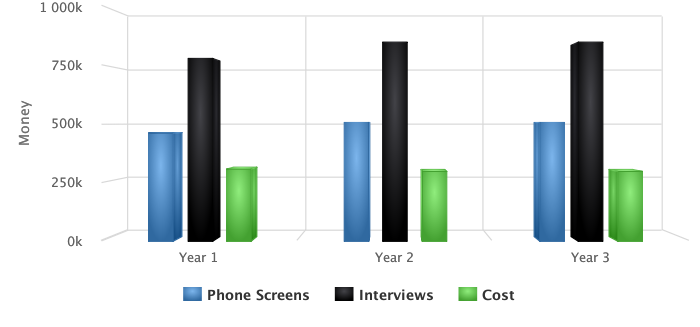 1 000k
750k
500k
250k
0k
Money
Year 1 Year 2 Year 3
Phone Screens Interviews Cost